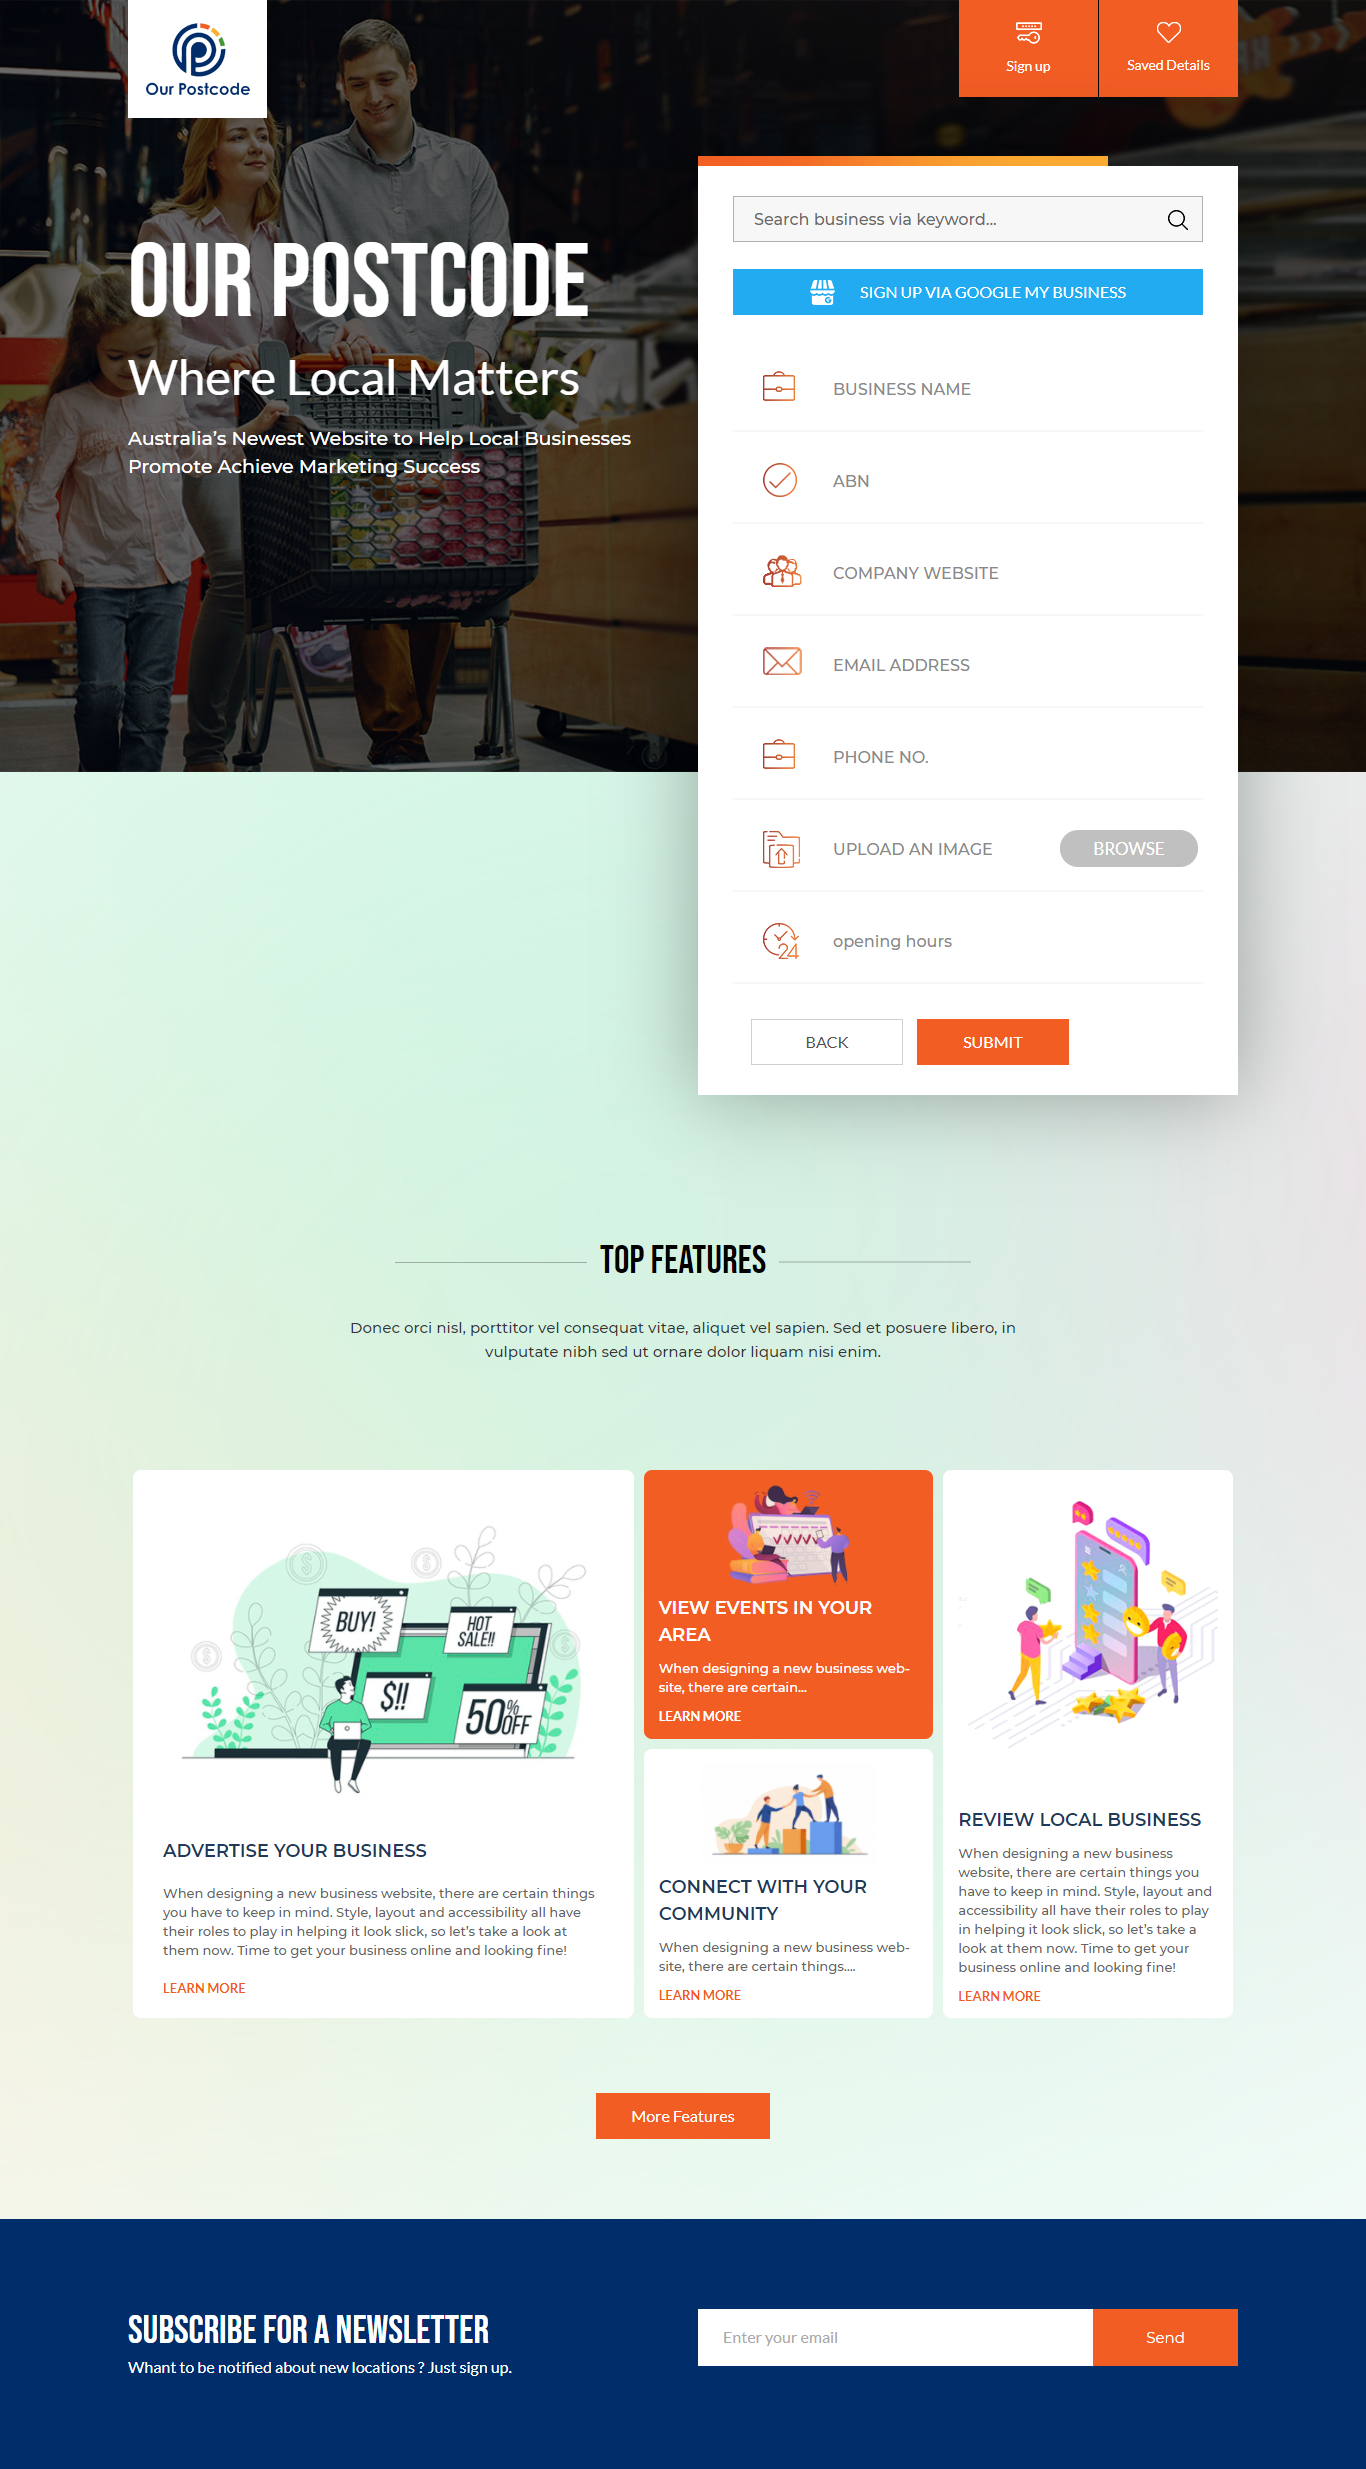 Our Postcode
Sign up
Saved Details
OUR POSTCODE
Where Local Matters
Australia's Newest Website to Help Local Businesses
Promote Achieve Marketing Success
Search business via keyword...
SIGN UP VIA GOOGLE MY BUSINESS
BUSINESS NAME
ABN
COMPANY WEBSITE
EMAIL ADDRESS
PHONE NO.
UPLOAD AN IMAGE
BROWSE
24
opening hours
BACK
SUBMIT
TOP FEATURES
Donec orci nisl, porttitor vel consequat vitae, aliquet vel sapien. Sed et posuere libero, in
vulputate nibh sed ut ornare dolor liquam nisi enim.
BUY!
HOT
SALE!!
$!!
50% OFF
ADVERTISE YOUR BUSINESS
When designing a new business website, there are certain things
you have to keep in mind. Style, layout and accessibility all have
their roles to play in helping it look slick, so let's take a look at
them now. Time to get your business online and looking fine!
LEARN MORE
VIEW EVENTS IN YOUR
AREA
When designing a new business web-
site, there are certain...
LEARN MORE
CONNECT WITH YOUR
COMMUNITY
When designing a new business web-
site, there are certain things....
LEARN MORE
REVIEW LOCAL BUSINESS
When designing a new business
website, there are certain things you
have to keep in mind. Style, layout and
accessibility all have their roles to play
in helping it look slick, so let's take a
look at them now. Time to get your
business online and looking fine!
LEARN MORE
More Features
SUBSCRIBE FOR A NEWSLETTER
Whant to be notified about new locations ? Just sign up.
Enter your email
Send